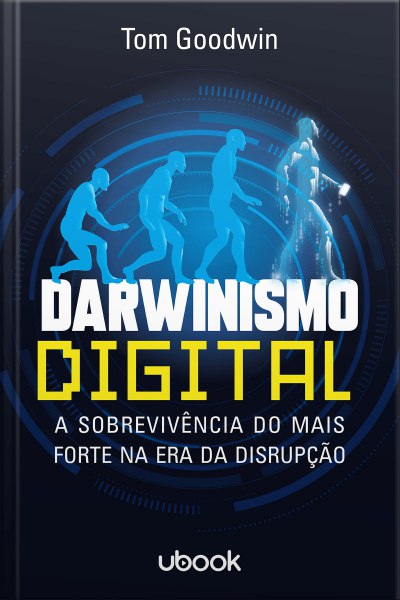 Tom Goodwin
DARWINISMO
DIGITAL
A SOBREVIVÊNCIA DO MAIS
FORTE NA ERA DA DISRUPÇÃO
ubook